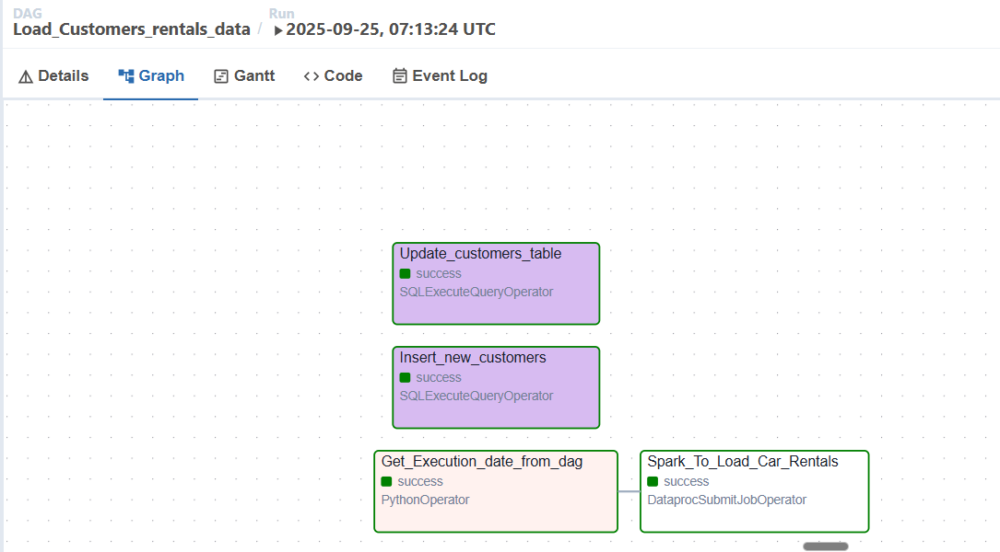 DAG
Load_Customers_rentals_data / Run
2025-09-25, 07:13:24 UTC
Details Graph Gantt Code Event Log
Update_customers_table
success
SQLExecuteQueryOperator
Insert_new_customers
success
SQLExecuteQueryOperator
Get_Execution_date_from_dag
success
PythonOperator
Spark_To_Load_Car_Rentals
success
DataprocSubmitJobOperator